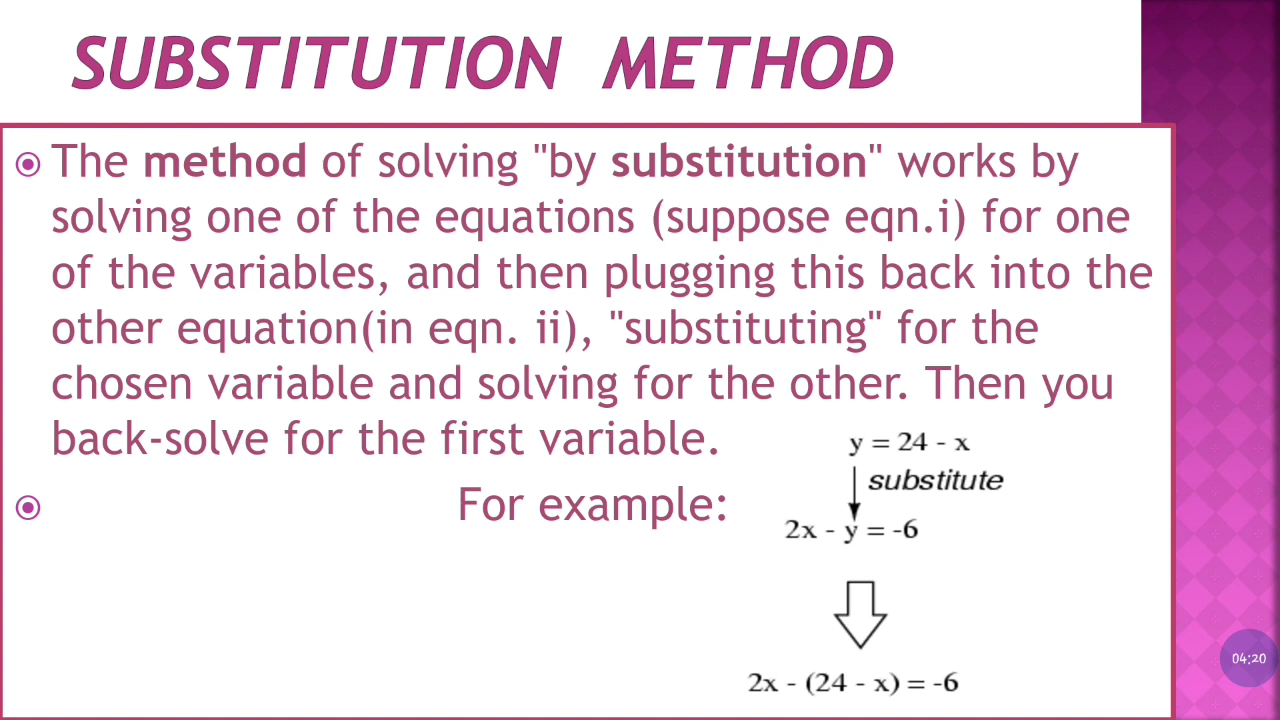 SUBSTITUTION METHOD
The method of solving "by substitution" works by
solving one of the equations (suppose eqn.i) for one
of the variables, and then plugging this back into the
other equation(in eqn. ii), "substituting" for the
chosen variable and solving for the other. Then you
back-solve for the first variable.
For example:
y = 24 - x
substitute
2x - y = -6
2x - (24 - x) = -6
04:20